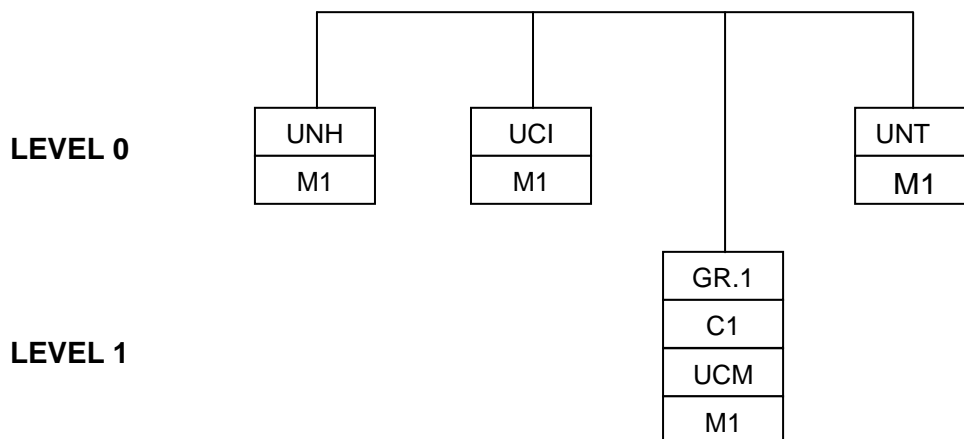 LEVEL 0
UNH
M1
UCI
M1
UNT
M1
LEVEL 1
GR.1
C1
UCM
M1